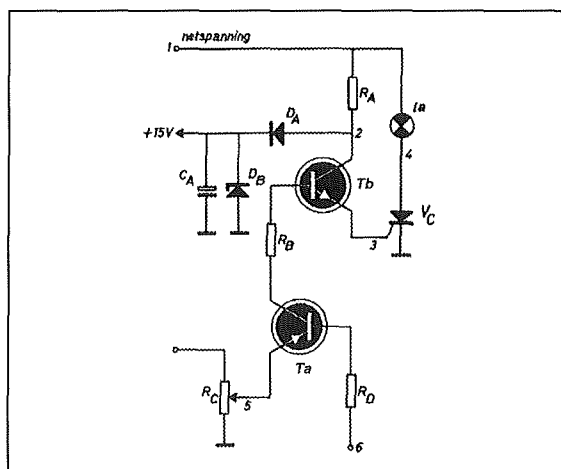 1 netspanning
R_A
la
D_A
+15V
2
4
C_A
D_B
Tb
V_C
3
R_B
Ta
R_C
5
R_D
6